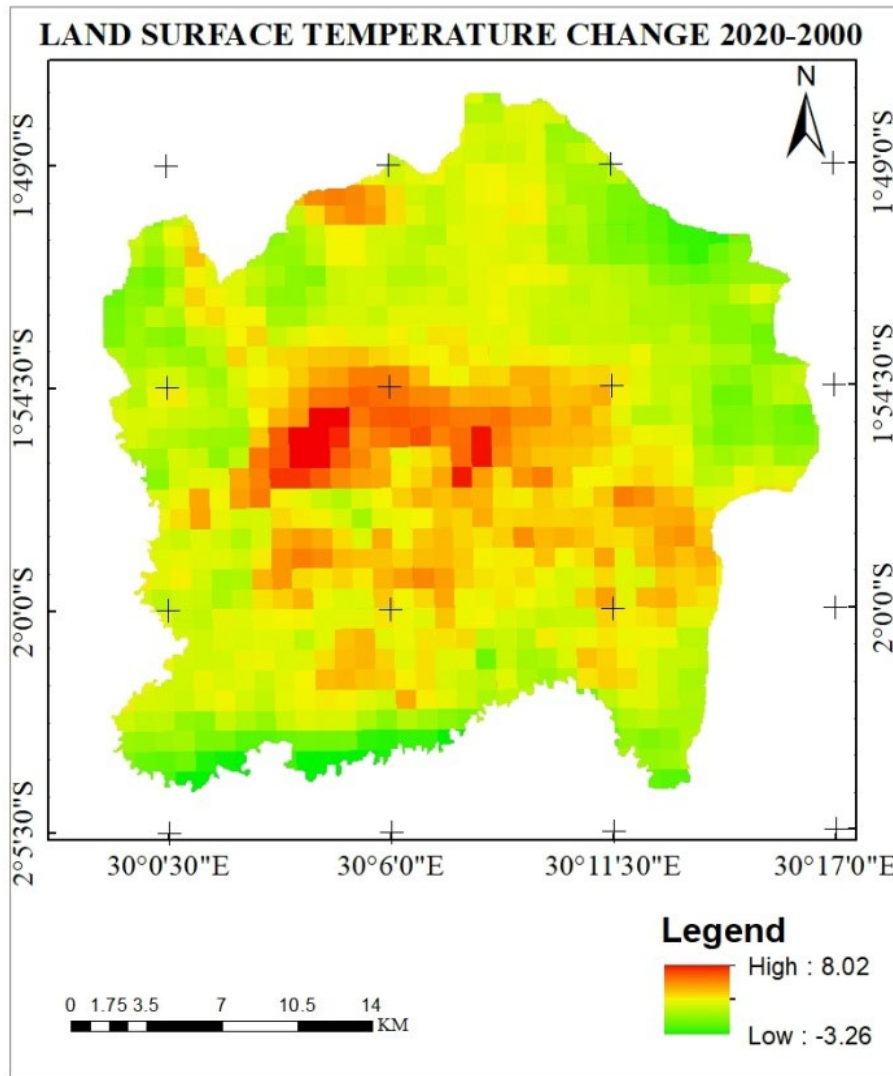 LAND SURFACE TEMPERATURE CHANGE 2020-2000
N
1°49'0"S
1°49'0"S
1°54'30"S
1°54'30"S
2°0'0"S
2°0'0"S
2°5'30"S
30°0'30"E 30°6'0"E 30°11'30"E 30°17'0"E
Legend
High : 8.02
Low : -3.26
0 1.75 3.5 7 10.5 14
KM